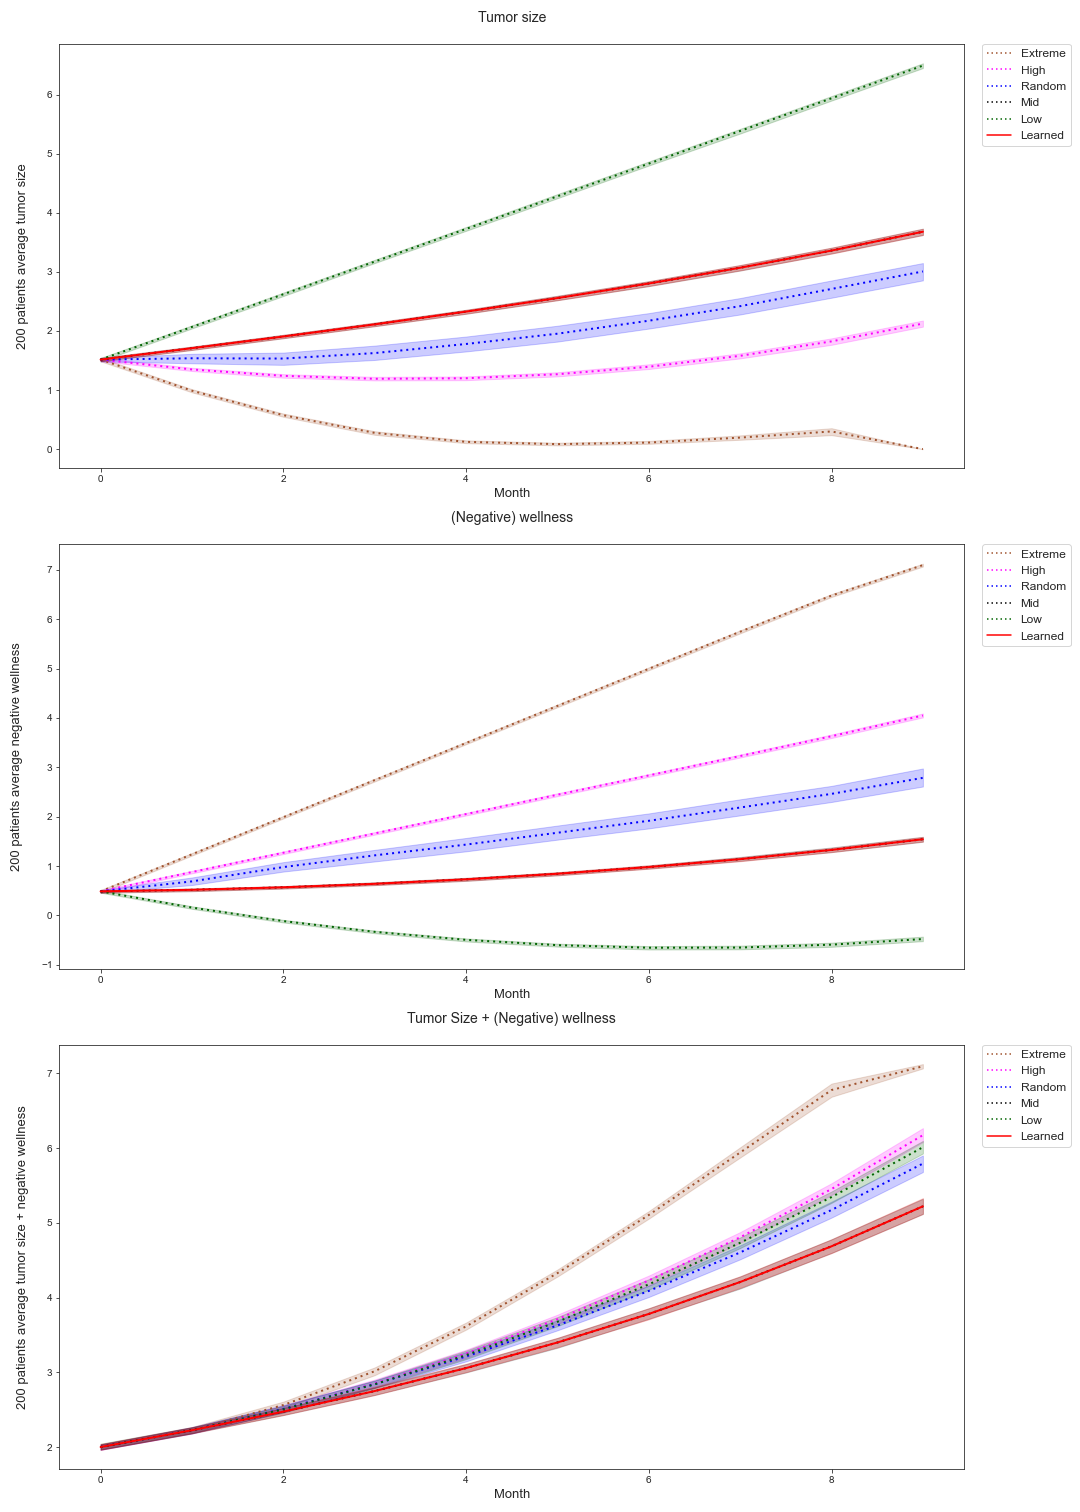 Tumor size
200 patients average tumor size
6
5
4
3
2
1
0
0 2 4 6 8
Month
Extreme
High
Random
Mid
Low
Learned
(Negative) wellness
200 patients average negative wellness
7
6
5
4
3
2
1
0
−1
0 2 4 6 8
Month
Extreme
High
Random
Mid
Low
Learned
Tumor Size + (Negative) wellness
200 patients average tumor size + negative wellness
7
6
5
4
3
2
0 2 4 6 8
Month
Extreme
High
Random
Mid
Low
Learned